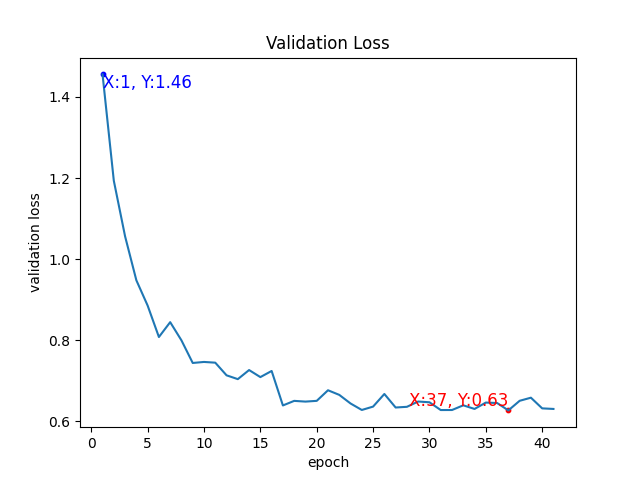 Validation Loss
X:1, Y:1.46
1.4
1.2
1.0
0.8
0.6
validation loss
X:37, Y:0.63
0 5 10 15 20 25 30 35 40
epoch